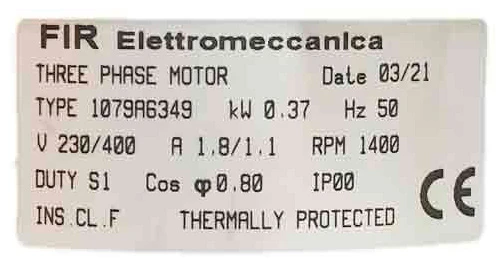 FIR Elettromeccanica
THREE PHASE MOTOR Date 03/21
TYPE 1079A6349 kW 0.37 Hz 50
V 230/400 A 1.8/1.1 RPM 1400
DUTY S1 Cos φ 0.80 IP00
INS.CL.F THERMALLY PROTECTED
CE